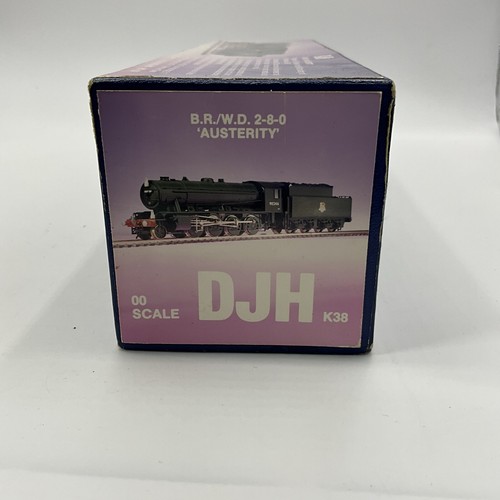 B.R./W.D. 2-8-0
'AUSTERITY'
00
SCALE
DJH
K38